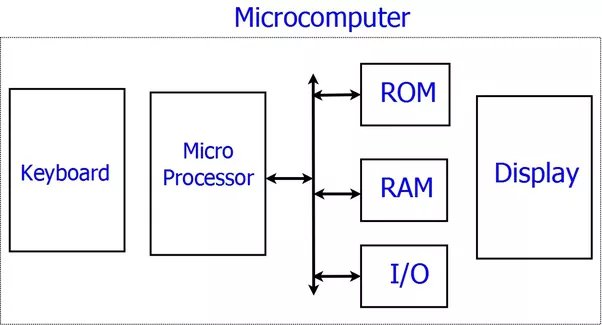 Microcomputer
Keyboard
Micro
Processor
ROM
RAM
I/O
Display